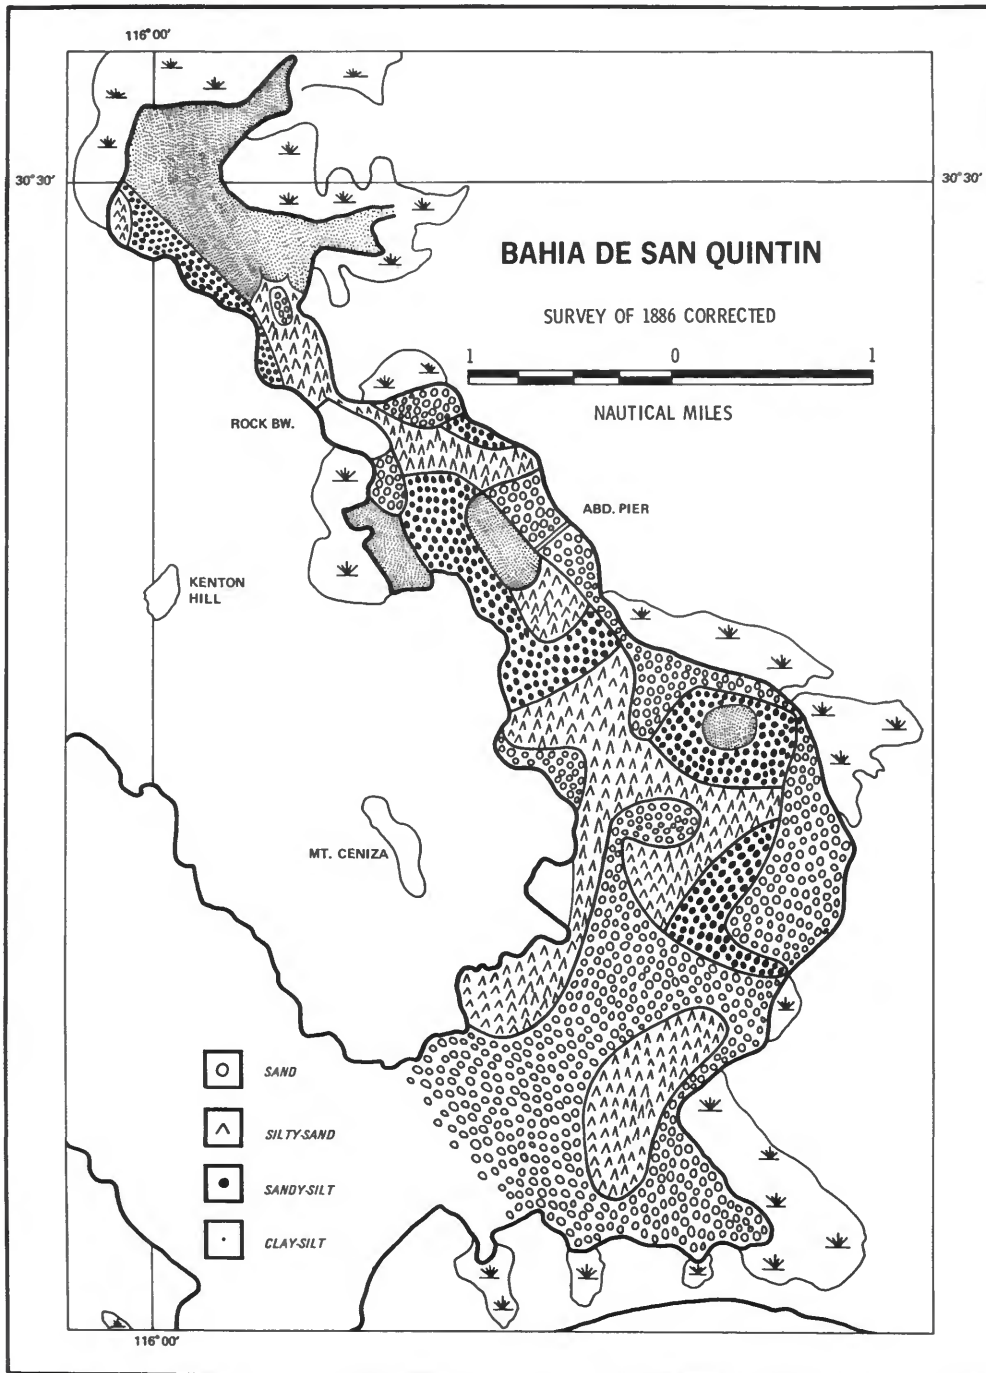 116° 00'
30° 30'
30° 30'
BAHIA DE SAN QUINTIN
SURVEY OF 1886 CORRECTED
1 0 1
NAUTICAL MILES
ROCK BW.
ABD. PIER
KENTON
HILL
MT. CENIZA
SAND
SILTY-SAND
SANDY-SILT
CLAY-SILT
116° 00'